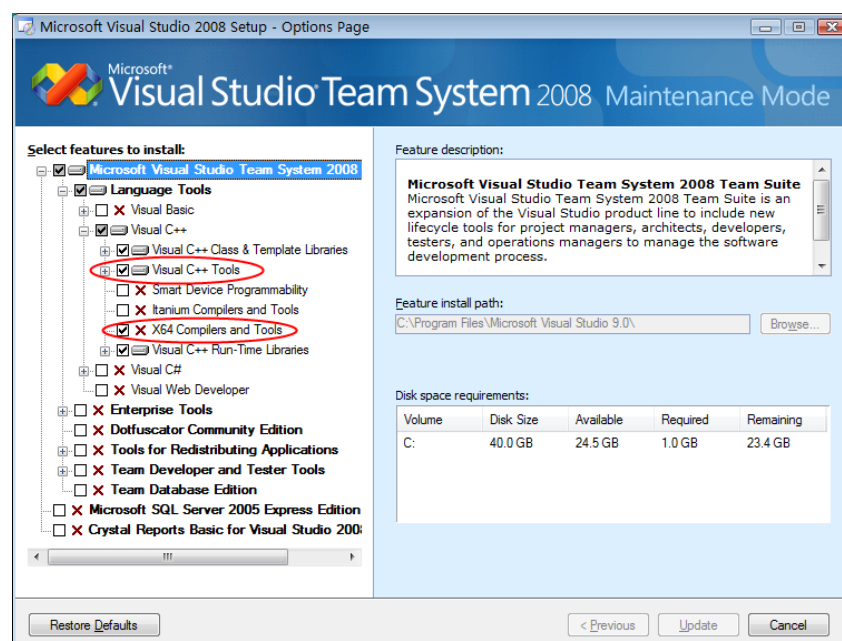 Microsoft Visual Studio 2008 Setup - Options Page
Microsoft®
Visual Studio Team System 2008 Maintenance Mode
Select features to install:
Microsoft Visual Studio Team System 2008
Language Tools
Visual Basic
Visual C++
Visual C++ Class & Template Libraries
Visual C++ Tools
Smart Device Programmability
Itanium Compilers and Tools
X64 Compilers and Tools
Visual C++ Run-Time Libraries
Visual C#
Visual Web Developer
Enterprise Tools
Dotfuscator Community Edition
Tools for Redistributing Applications
Team Developer and Tester Tools
Team Database Edition
Microsoft SQL Server 2005 Express Edition
Crystal Reports Basic for Visual Studio 200
Feature description:
Microsoft Visual Studio Team System 2008 Team Suite
Microsoft Visual Studio Team System 2008 Team Suite is an
expansion of the Visual Studio product line to include new
lifecycle tools for project managers, architects, developers,
testers, and operations managers to manage the software
development process.
Feature install path:
C:\Program Files\Microsoft Visual Studio 9.0\
Browse...
Disk space requirements:
Volume Disk Size Available Required Remaining
C: 40.0 GB 24.5 GB 1.0 GB 23.4 GB
Restore Defaults
< Previous
Update
Cancel